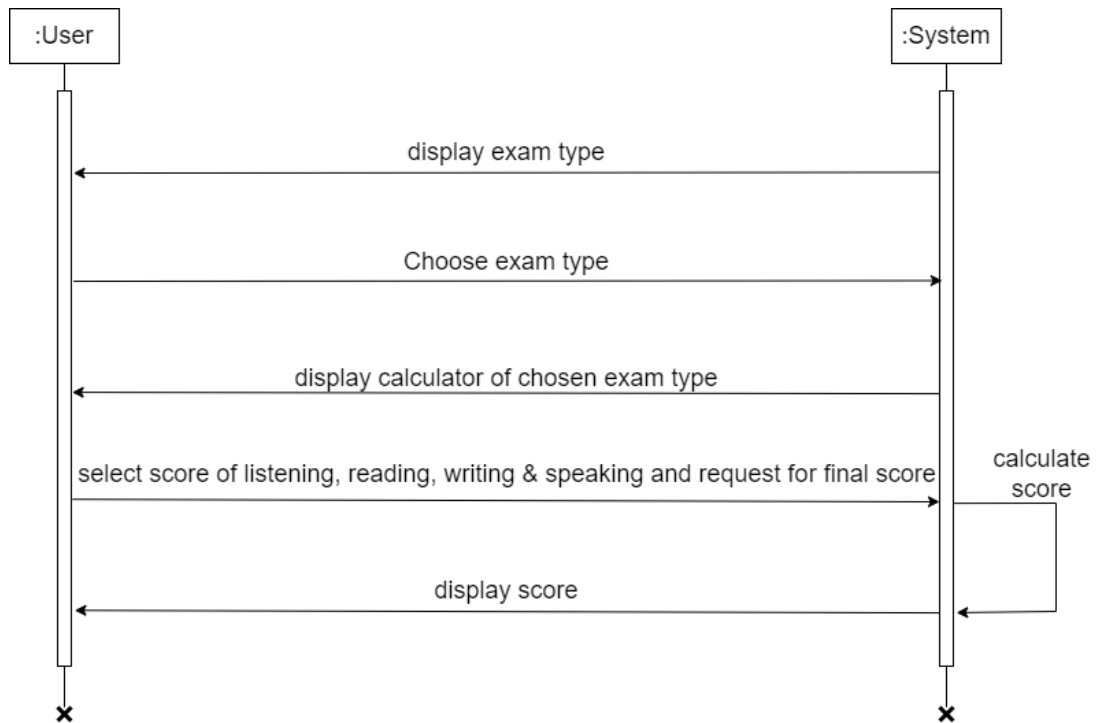 :User
:System
display exam type
Choose exam type
display calculator of chosen exam type
select score of listening, reading, writing & speaking and request for final score
calculate
score
display score